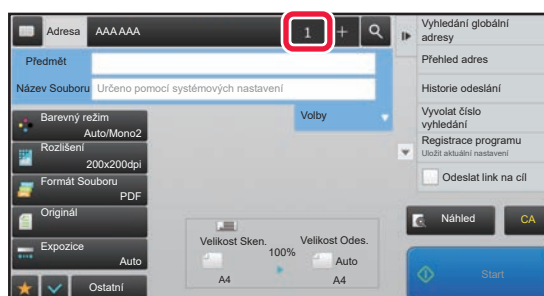 Adresa AAA AAA 1 +
Předmět
Název Souboru Určeno pomocí systémových nastavení
Barevný režim
Auto/Mono2
Volby
Rozlišení
200x200dpi
Formát Souboru
PDF
Originál
Expozice
Auto
Ostatní
Velikost Sken.
100%
Velikost Odes.
Auto
A4
A4
Vyhledání globální
adresy
Přehled adres
Historie odeslání
Vyvolat číslo
vyhledání
Registrace programu
Uložit aktuální nastavení
Odeslat link na cíl
Náhled
CA
Start